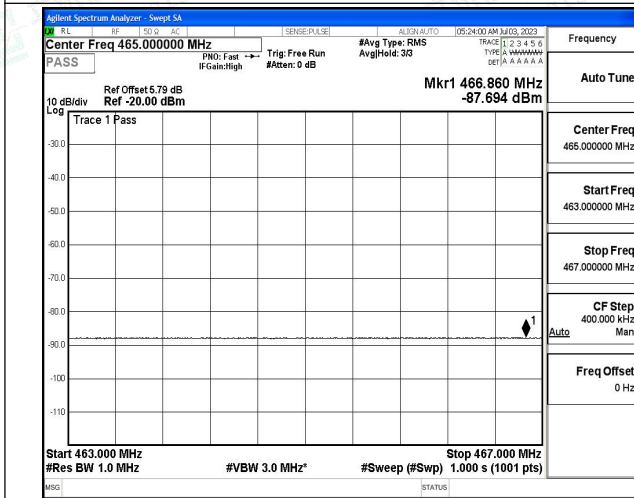 Agilent Spectrum Analyzer - Swept SA
RL RF 50 Ω AC SENSE:PULSE ALIGN AUTO 05:24:00 AM Jul 03, 2023
Center Freq 465.000000 MHz
PASS
PNO: Fast
IFGain:High
Trig: Free Run
#Atten: 0 dB
#Avg Type: RMS
Avg|Hold: 3/3
TRACE 1 2 3 4 5 6
TYPE A WWWWW
DET A A A A A A
Frequency
Auto Tune
Mkr1 466.860 MHz
-87.694 dBm
Ref Offset 5.79 dB
10 dB/div Ref -20.00 dBm
Log
Trace 1 Pass
-30.0
-40.0
-50.0
-60.0
-70.0
-80.0
-90.0
-100
-110
1
Center Freq
465.000000 MHz
Start Freq
463.000000 MHz
Stop Freq
467.000000 MHz
CF Step
400.000 kHz
Auto Man
Freq Offset
0 Hz
Start 463.000 MHz Stop 467.000 MHz
#Res BW 1.0 MHz #VBW 3.0 MHz* #Sweep (#Swp) 1.000 s (1001 pts)
MSG STATUS